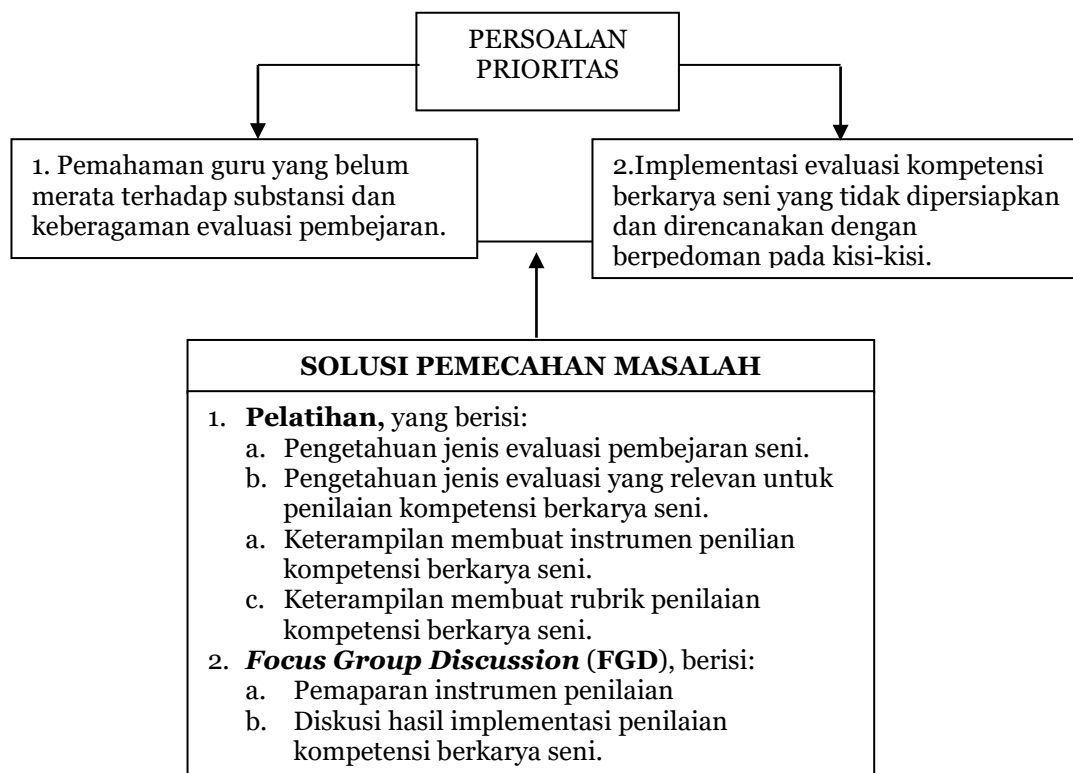 PERSOALAN
PRIORITAS
1. Pemahaman guru yang belum
merata terhadap substansi dan
keberagaman evaluasi pembejaran.
2.Implementasi evaluasi kompetensi
berkarya seni yang tidak dipersiapkan
dan direncanakan dengan
berpedoman pada kisi-kisi.
SOLUSI PEMECAHAN MASALAH
1. Pelatihan, yang berisi:
a. Pengetahuan jenis evaluasi pembejaran seni.
b. Pengetahuan jenis evaluasi yang relevan untuk
penilaian kompetensi berkarya seni.
a. Keterampilan membuat instrumen penilian
kompetensi berkarya seni.
c. Keterampilan membuat rubrik penilaian
kompetensi berkarya seni.
2. Focus Group Discussion (FGD), berisi:
a. Pemaparan instrumen penilaian
b. Diskusi hasil implementasi penilaian
kompetensi berkarya seni.